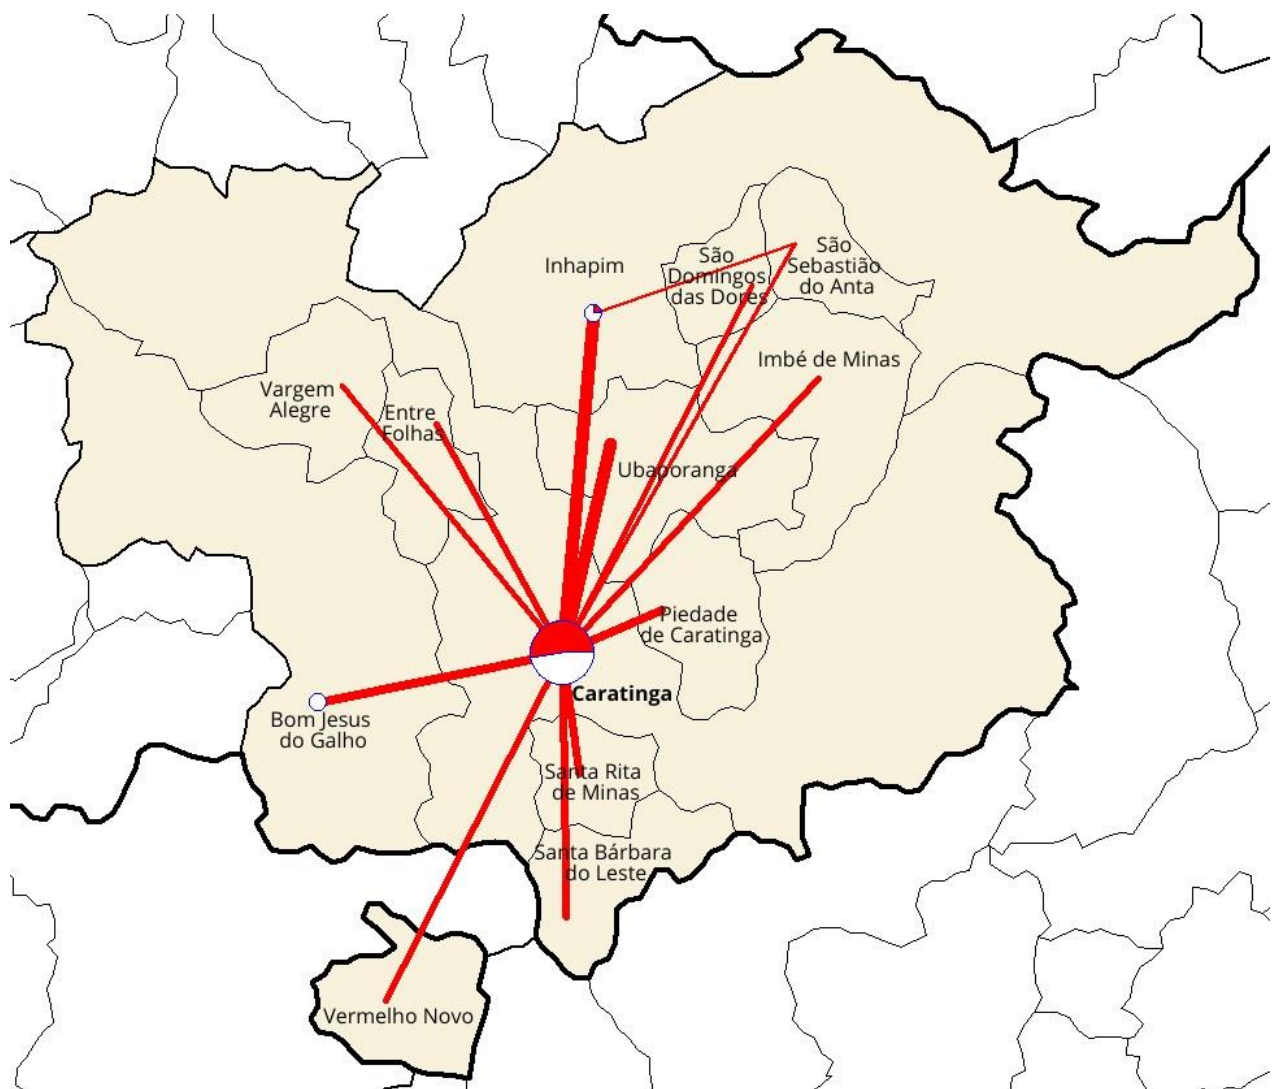 São
Domingos
das Dores
São
Sebastião
do Anta
Inhapim
Imbé de Minas
Vargem
Alegre
Entre
Folhas
Ubaporanga
Piedade
de Caratinga
Caratinga
Bom Jesus
do Galho
Santa Rita
de Minas
Santa Bárbara
do Leste
Vermelho Novo